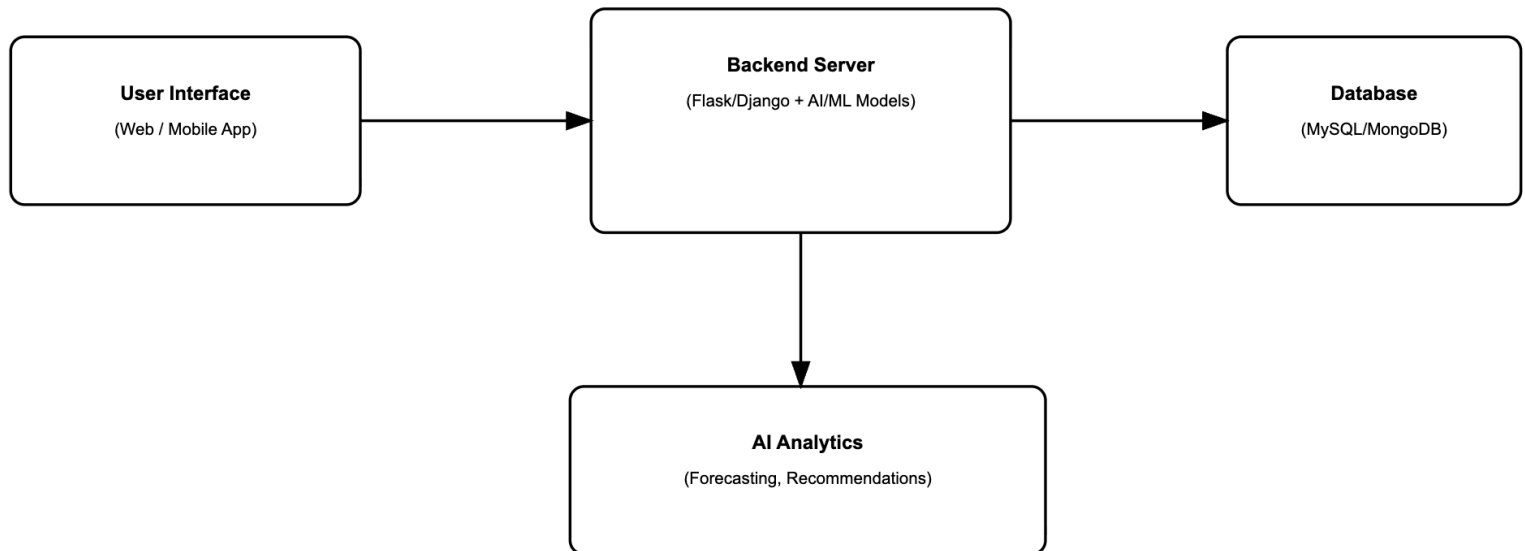 User Interface
(Web / Mobile App)
Backend Server
(Flask/Django + AI/ML Models)
Database
(MySQL/MongoDB)
AI Analytics
(Forecasting, Recommendations)